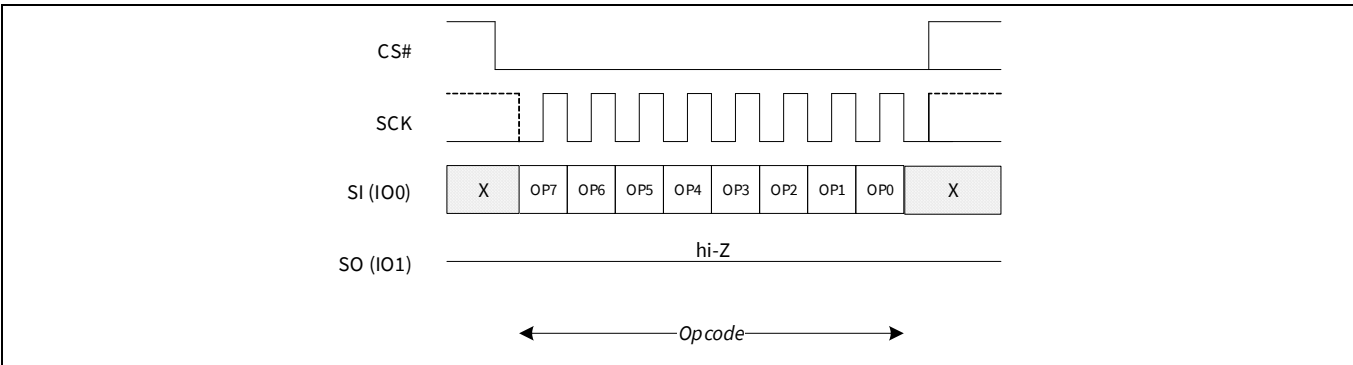 CS#
SCK
SI (IO0) X OP7 OP6 OP5 OP4 OP3 OP2 OP1 OP0 X
hi-Z
SO (IO1)
Opcode